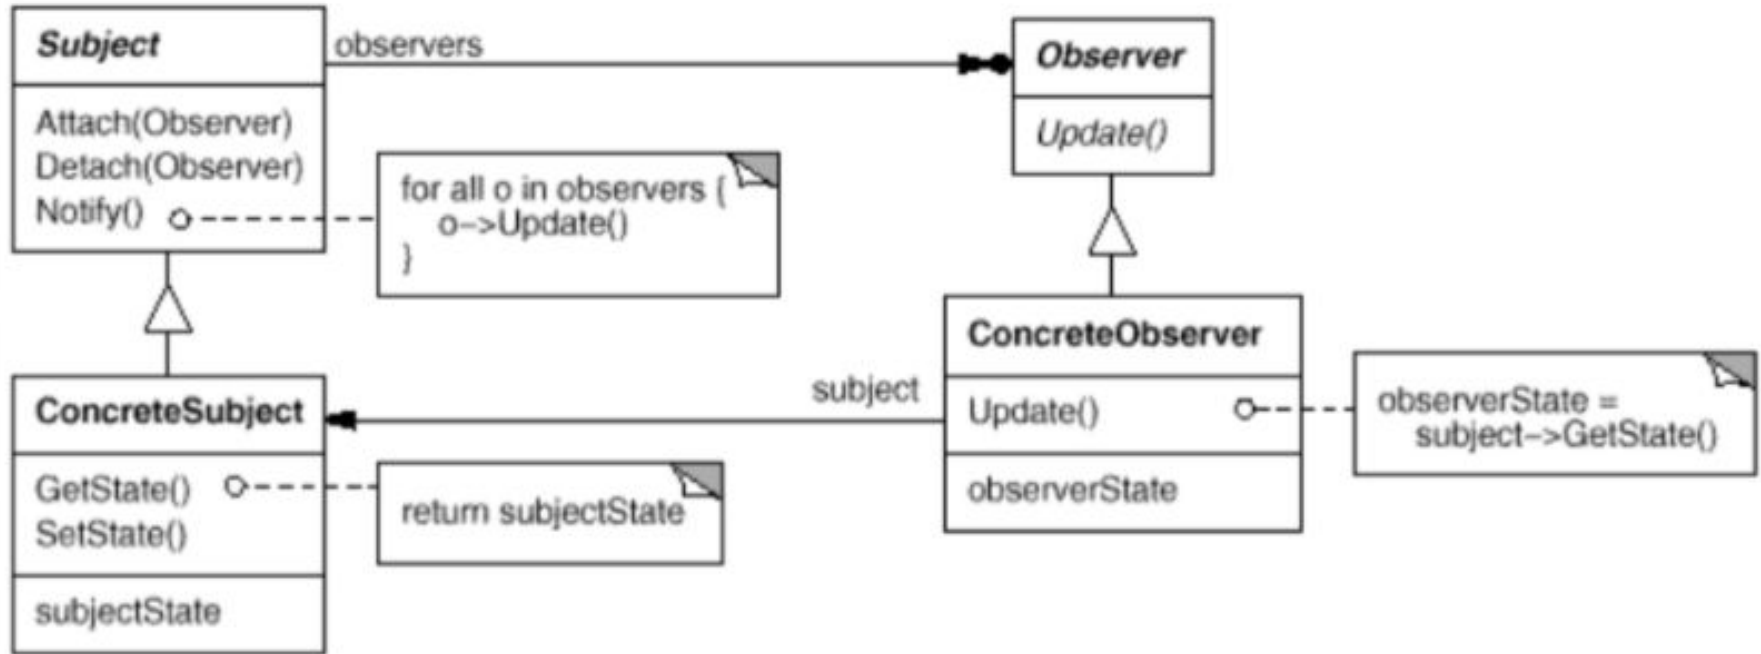 Subject
observers
Observer
Attach(Observer)
Detach(Observer)
Notify()
for all o in observers {
o->Update()
}
Update()
ConcreteObserver
subject
Update()
observerState =
subject->GetState()
observerState
ConcreteSubject
GetState()
SetState()
return subjectState
subjectState